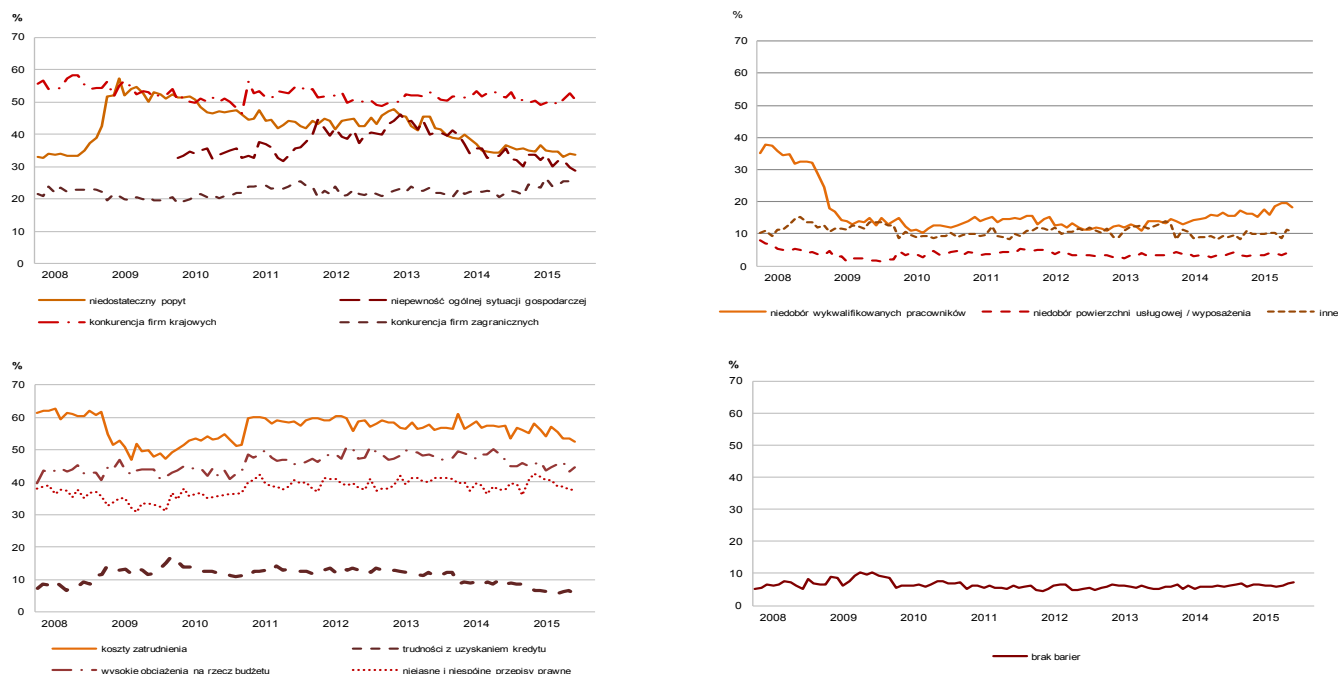 %
70
60
50
40
30
20
10
0
2008 2009 2010 2011 2012 2013 2014 2015
niedostateczny popyt
niepewność ogólnej sytuacji gospodarczej
konkurencja firm krajowych
konkurencja firm zagranicznych
%
70
60
50
40
30
20
10
0
2008 2009 2010 2011 2012 2013 2014 2015
niedobór wykwalifikowanych pracowników
niedobór powierzchni usługowej / wyposażenia
inne
%
70
60
50
40
30
20
10
0
2008 2009 2010 2011 2012 2013 2014 2015
koszty zatrudnienia
trudności z uzyskaniem kredytu
wysokie obciążenia na rzecz budżetu
niejasne i niespójne przepisy prawne
%
70
60
50
40
30
20
10
0
2008 2009 2010 2011 2012 2013 2014 2015
brak barier